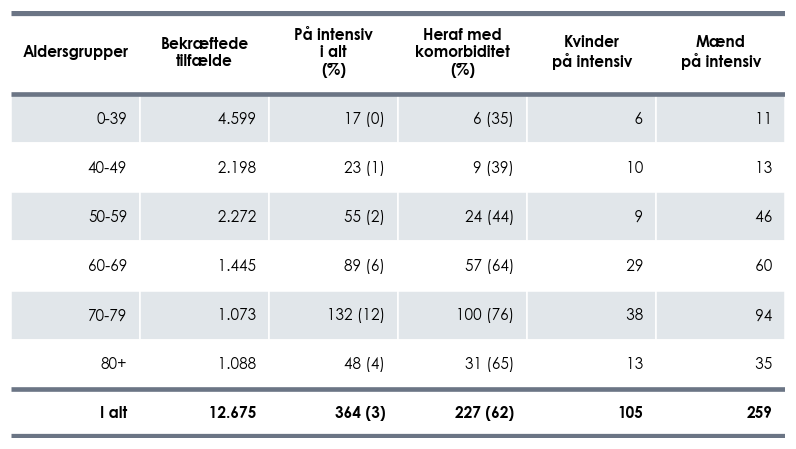 Aldersgrupper Bekræftede tilfælde På intensiv i alt (%) Heraf med komorbiditet (%) Kvinder på intensiv Mænd på intensiv
0-39 4.599 17 (0) 6 (35) 6 11
40-49 2.198 23 (1) 9 (39) 10 13
50-59 2.272 55 (2) 24 (44) 9 46
60-69 1.445 89 (6) 57 (64) 29 60
70-79 1.073 132 (12) 100 (76) 38 94
80+ 1.088 48 (4) 31 (65) 13 35
I alt 12.675 364 (3) 227 (62) 105 259